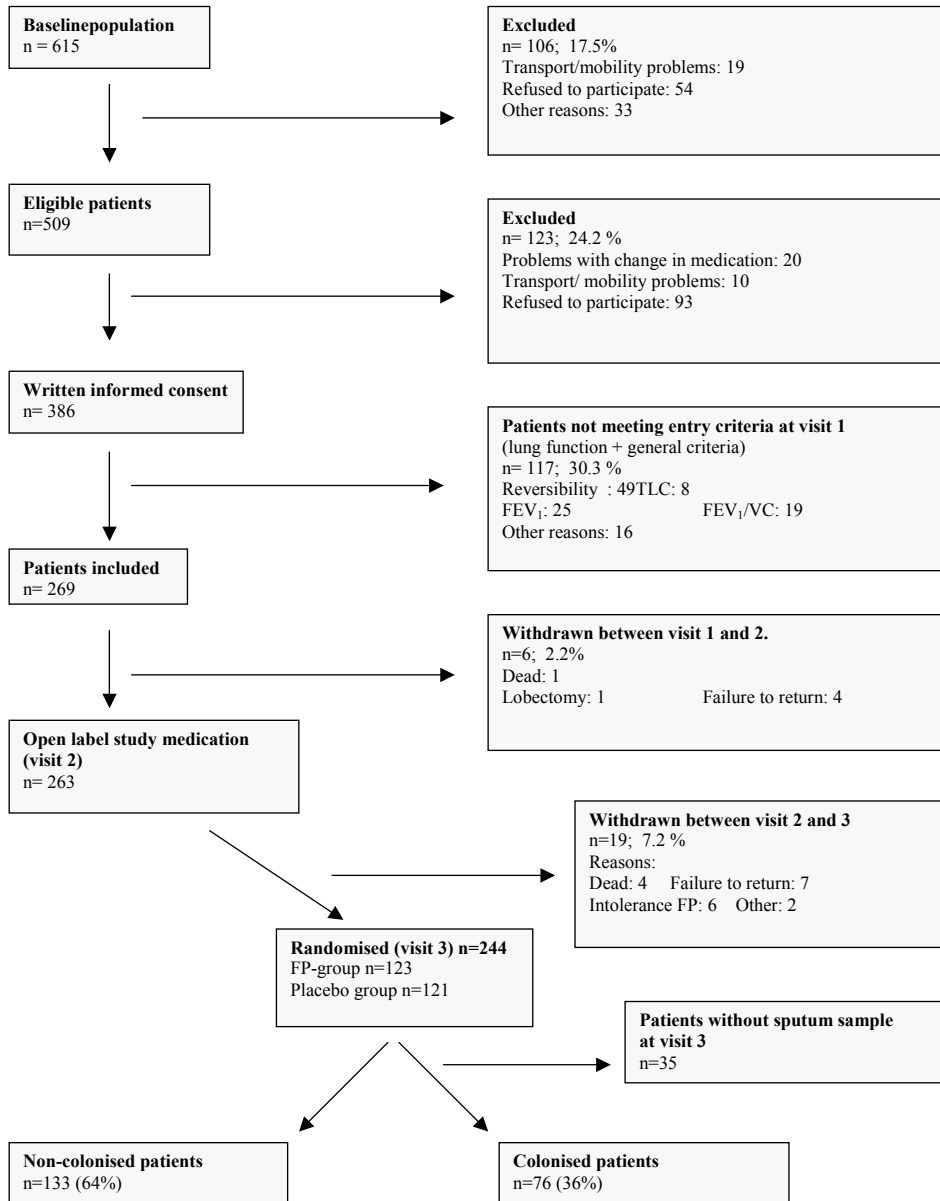 Baselinepopulation
n = 615
Excluded
n= 106; 17.5%
Transport/mobility problems: 19
Refused to participate: 54
Other reasons: 33
Eligible patients
n=509
Excluded
n= 123; 24.2 %
Problems with change in medication: 20
Transport/ mobility problems: 10
Refused to participate: 93
Written informed consent
n= 386
Patients not meeting entry criteria at visit 1
(lung function + general criteria)
n= 117; 30.3 %
Reversibility : 49TLC: 8
FEV₁: 25 FEV₁/VC: 19
Other reasons: 16
Patients included
n= 269
Withdrawn between visit 1 and 2.
n=6; 2.2%
Dead: 1
Lobectomy: 1 Failure to return: 4
Open label study medication
(visit 2)
n= 263
Withdrawn between visit 2 and 3
n=19; 7.2 %
Reasons:
Dead: 4 Failure to return: 7
Intolerance FP: 6 Other: 2
Randomised (visit 3) n=244
FP-group n=123
Placebo group n=121
Patients without sputum sample
at visit 3
n=35
Non-colonised patients
n=133 (64%)
Colonised patients
n=76 (36%)